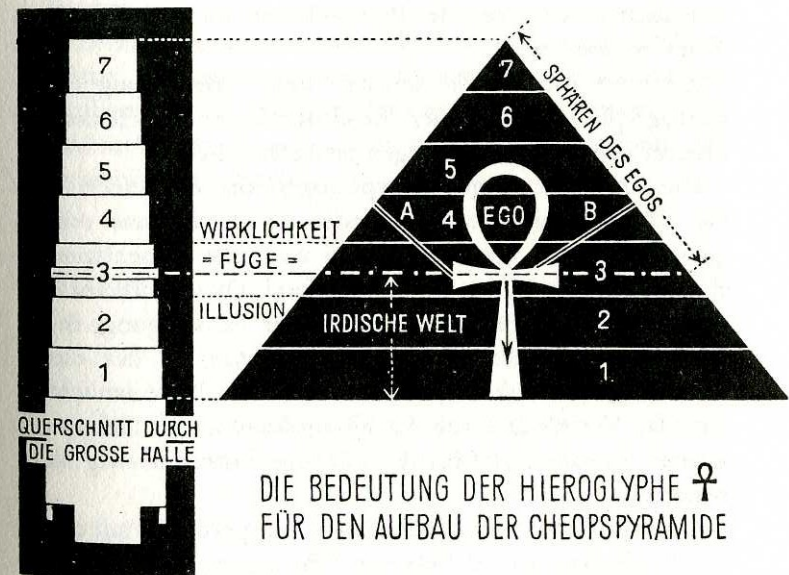 7
6
5
4
3
2
1
WIRKLICHKEIT
= FUGE =
ILLUSION
QUERSCHNITT DURCH
DIE GROSSE HALLE
7
6
5
A 4 EGO B
3
2
1
IRDISCHE WELT
SPHÄREN DES EGOS
DIE BEDEUTUNG DER HIEROGLYPHE ☥
FÜR DEN AUFBAU DER CHEOPSPYRAMIDE